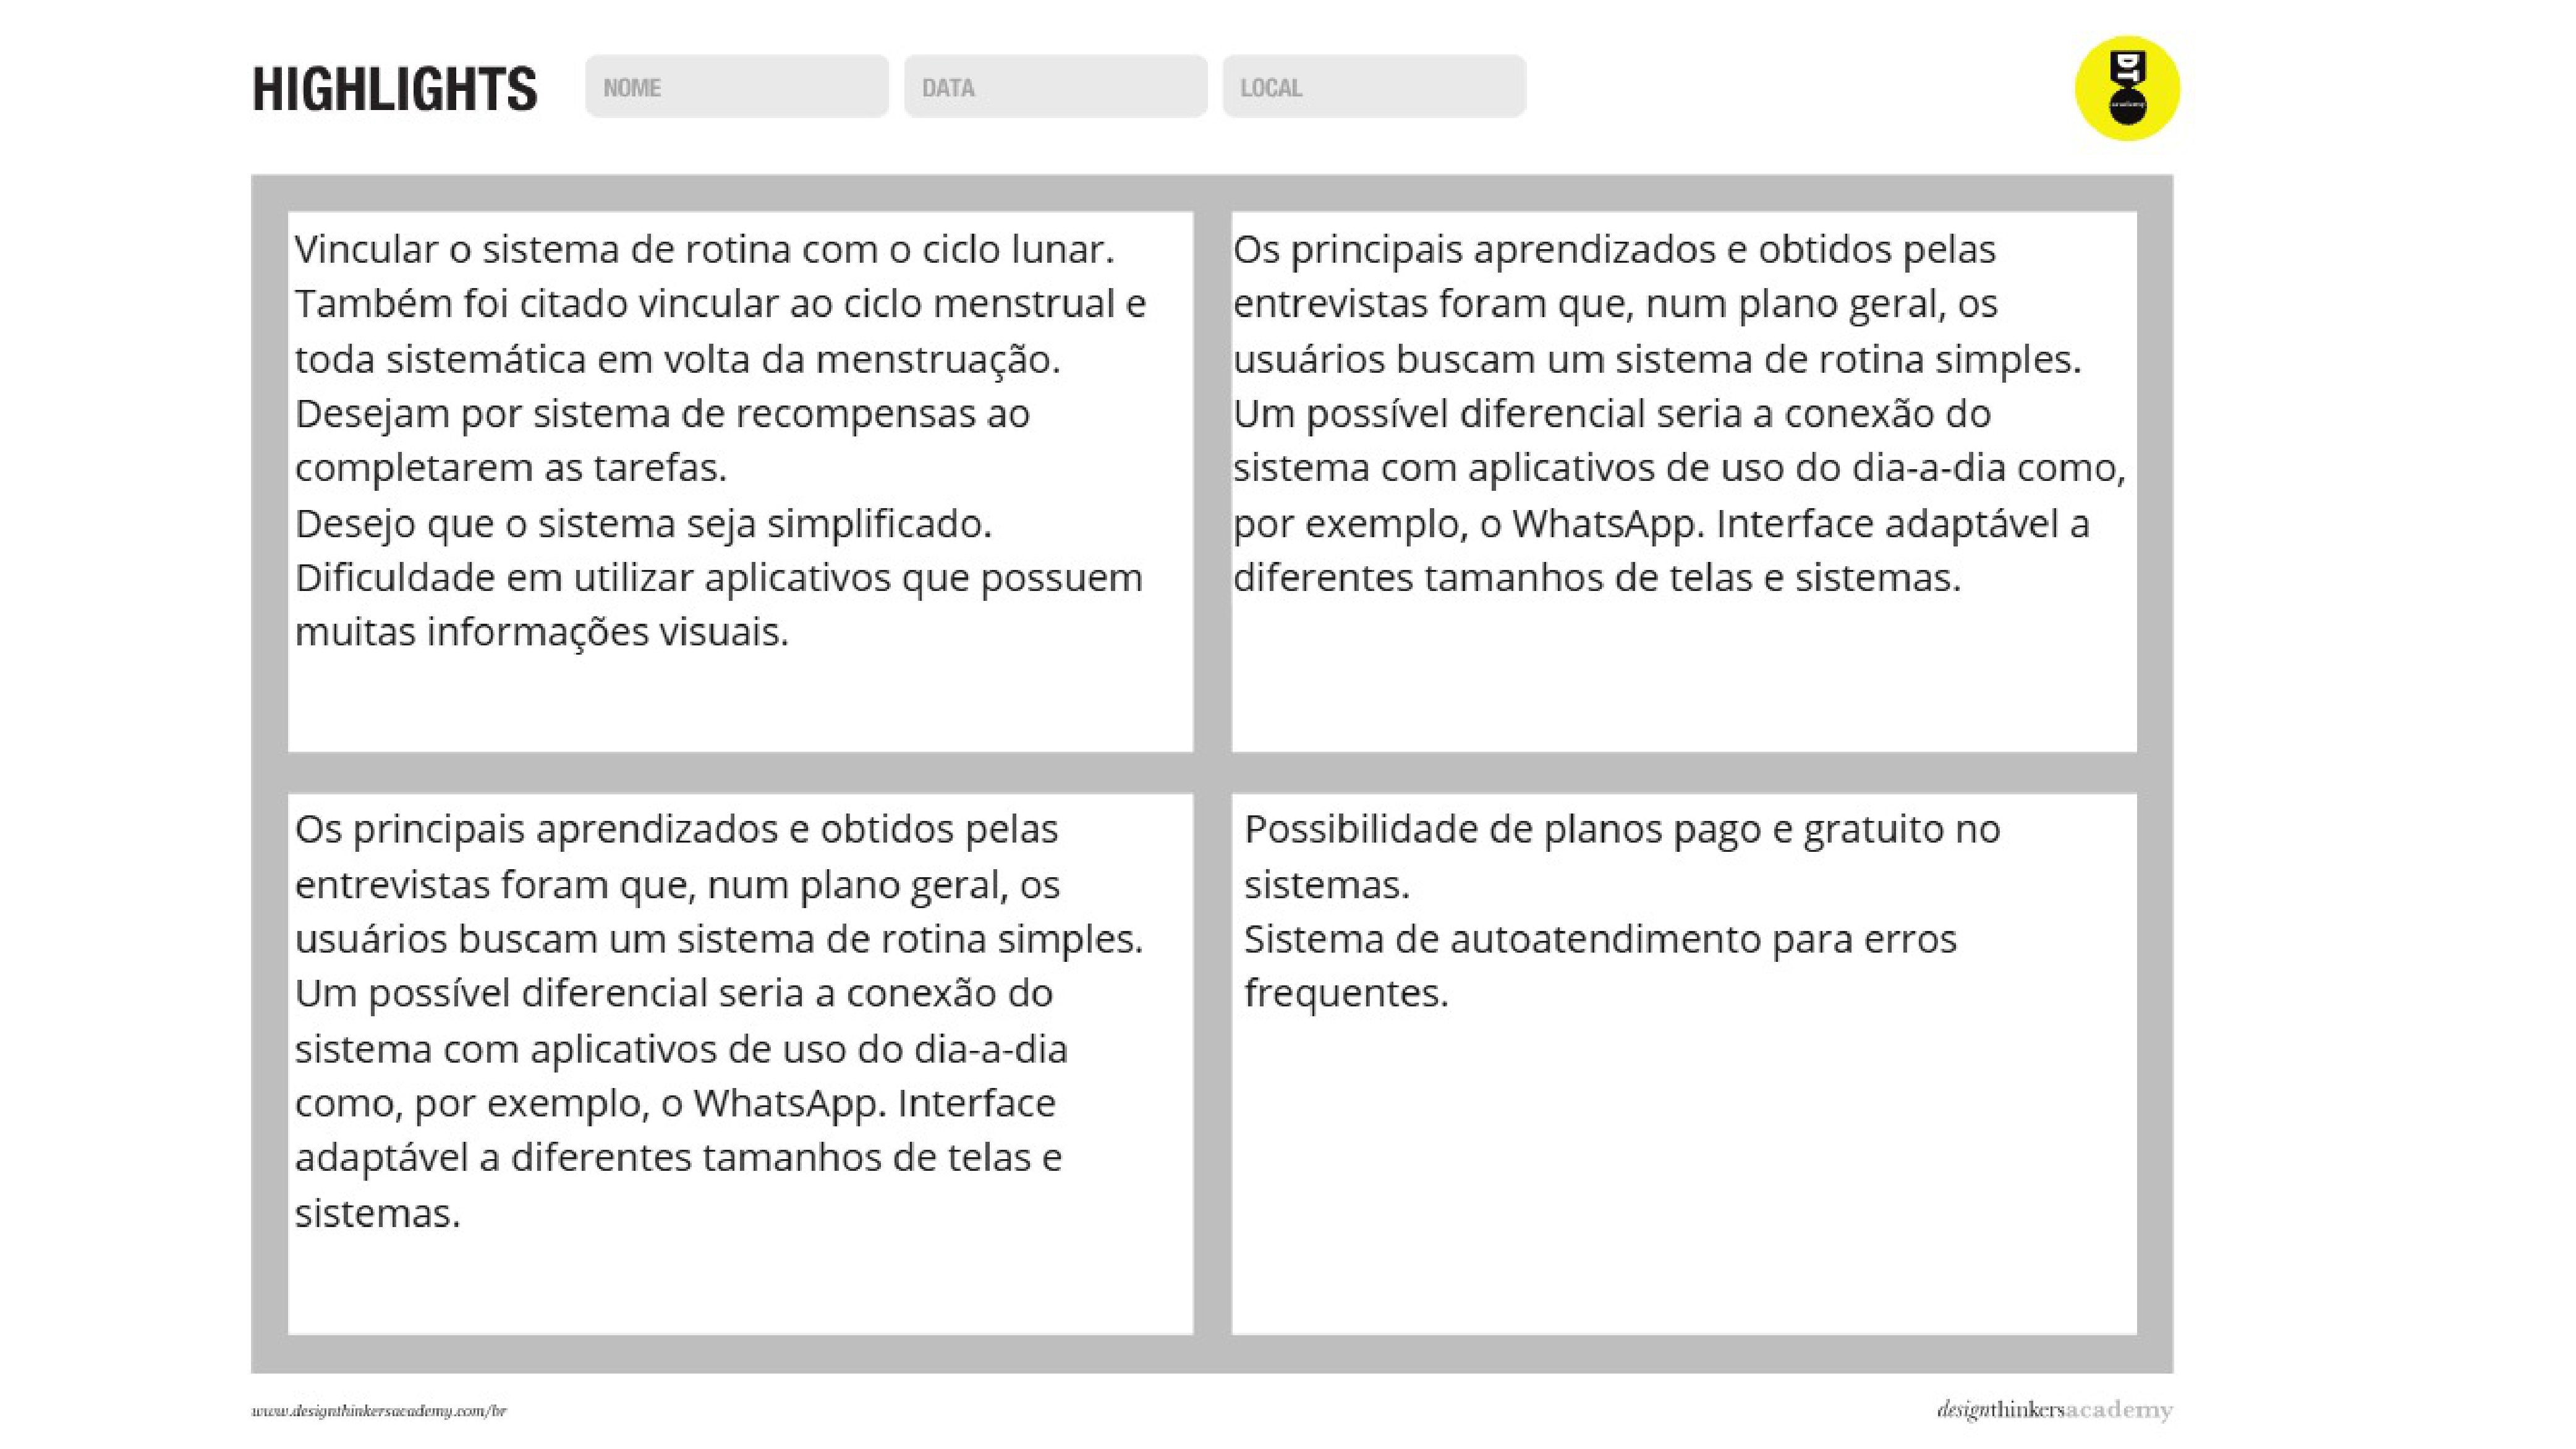 HIGHLIGHTS
NOME
DATA
LOCAL
DT
academy
Vincular o sistema de rotina com o ciclo lunar.
Também foi citado vincular ao ciclo menstrual e
toda sistemática em volta da menstruação.
Desejam por sistema de recompensas ao
completarem as tarefas.
Desejo que o sistema seja simplificado.
Dificuldade em utilizar aplicativos que possuem
muitas informações visuais.
Os principais aprendizados e obtidos pelas
entrevistas foram que, num plano geral, os
usuários buscam um sistema de rotina simples.
Um possível diferencial seria a conexão do
sistema com aplicativos de uso do dia-a-dia como,
por exemplo, o WhatsApp. Interface adaptável a
diferentes tamanhos de telas e sistemas.
Os principais aprendizados e obtidos pelas
entrevistas foram que, num plano geral, os
usuários buscam um sistema de rotina simples.
Um possível diferencial seria a conexão do
sistema com aplicativos de uso do dia-a-dia
como, por exemplo, o WhatsApp. Interface
adaptável a diferentes tamanhos de telas e
sistemas.
Possibilidade de planos pago e gratuito no
sistemas.
Sistema de autoatendimento para erros
frequentes.
www.designthinkersacademy.com/br
designthinkersacademy